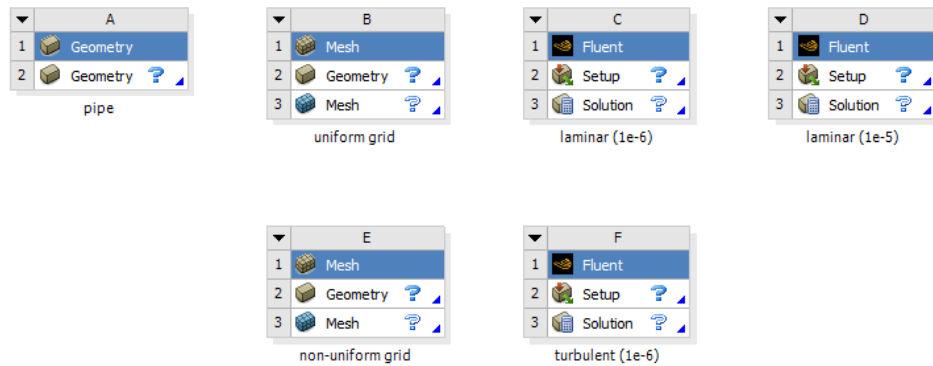 A
1 Geometry
2 Geometry ?
pipe
B
1 Mesh
2 Geometry ?
3 Mesh ?
uniform grid
C
1 Fluent
2 Setup ?
3 Solution ?
laminar (1e-6)
D
1 Fluent
2 Setup ?
3 Solution ?
laminar (1e-5)
E
1 Mesh
2 Geometry ?
3 Mesh ?
non-uniform grid
F
1 Fluent
2 Setup ?
3 Solution ?
turbulent (1e-6)